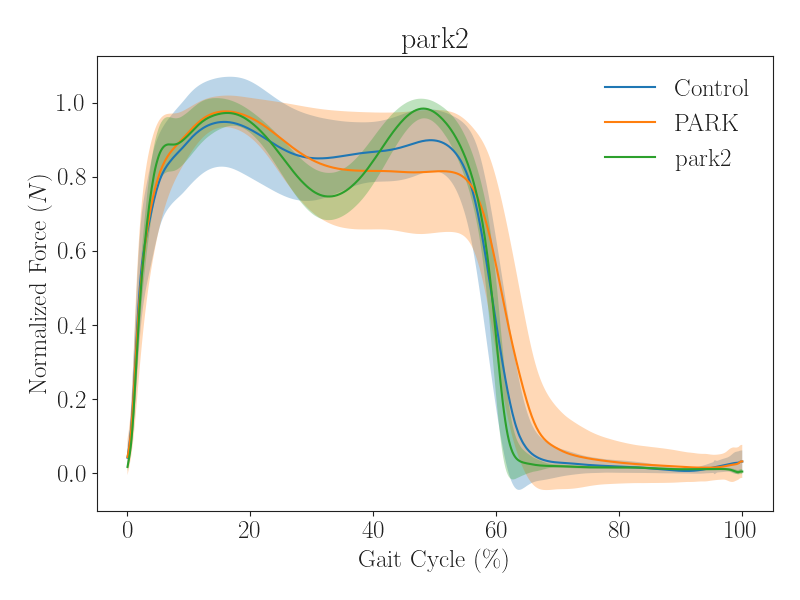 park2
Control
PARK
park2
1.0
0.8
0.6
0.4
0.2
0.0
Normalized Force (N)
0 20 40 60 80 100
Gait Cycle (%)